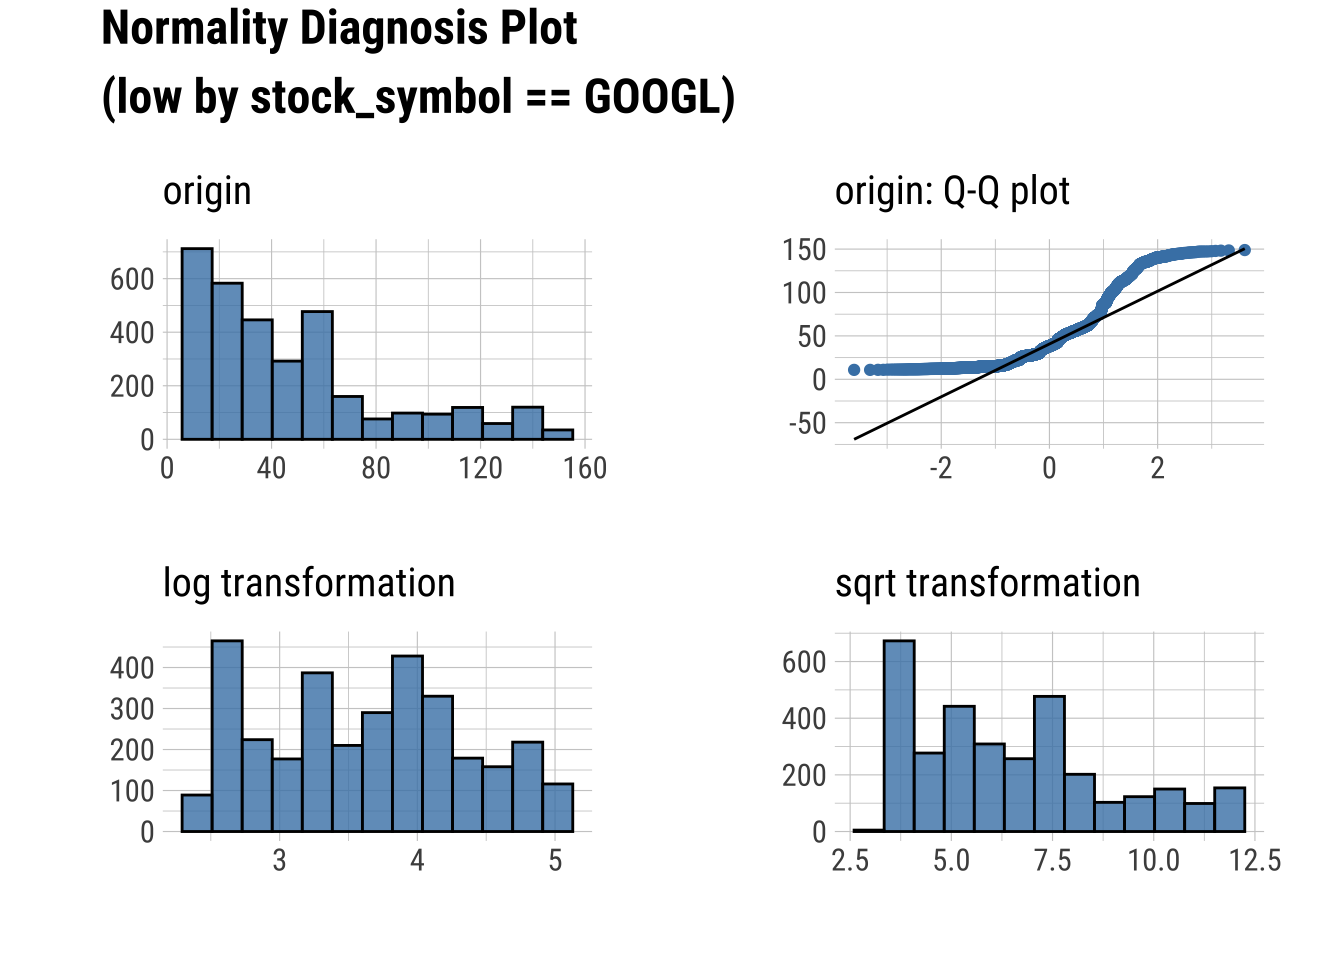 Normality Diagnosis Plot
(low by stock_symbol == GOOGL)
origin
600
400
200
0
0 40 80 120 160
origin: Q-Q plot
150
100
50
0
-50
-2 0 2
log transformation
400
300
200
100
0
3 4 5
sqrt transformation
600
400
200
0
2.5 5.0 7.5 10.0 12.5